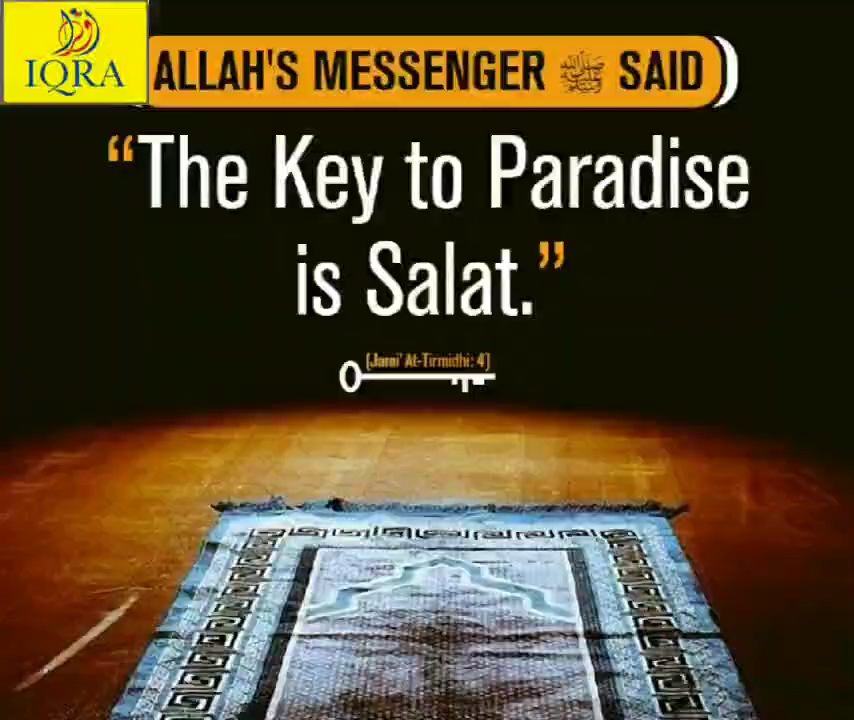 IQRA
ALLAH'S MESSENGER ﷺ SAID
“The Key to Paradise
is Salat.”
(Jami' At-Tirmidhi: 4)